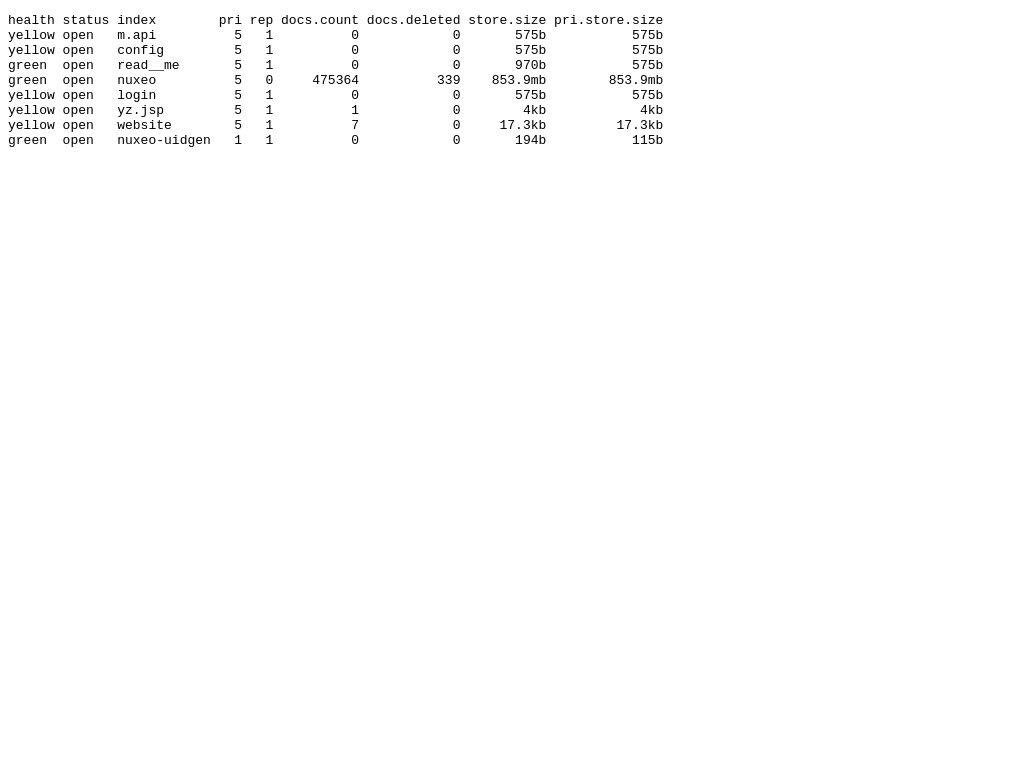 health status index        pri rep docs.count docs.deleted store.size pri.store.size
yellow open   m.api          5   1          0            0       575b           575b
yellow open   config         5   1          0            0       575b           575b
green  open   read__me       5   1          0            0       970b           575b
green  open   nuxeo          5   0     475364          339    853.9mb        853.9mb
yellow open   login          5   1          0            0       575b           575b
yellow open   yz.jsp         5   1          1            0        4kb            4kb
yellow open   website        5   1          7            0     17.3kb         17.3kb
green  open   nuxeo-uidgen   1   1          0            0       194b           115b